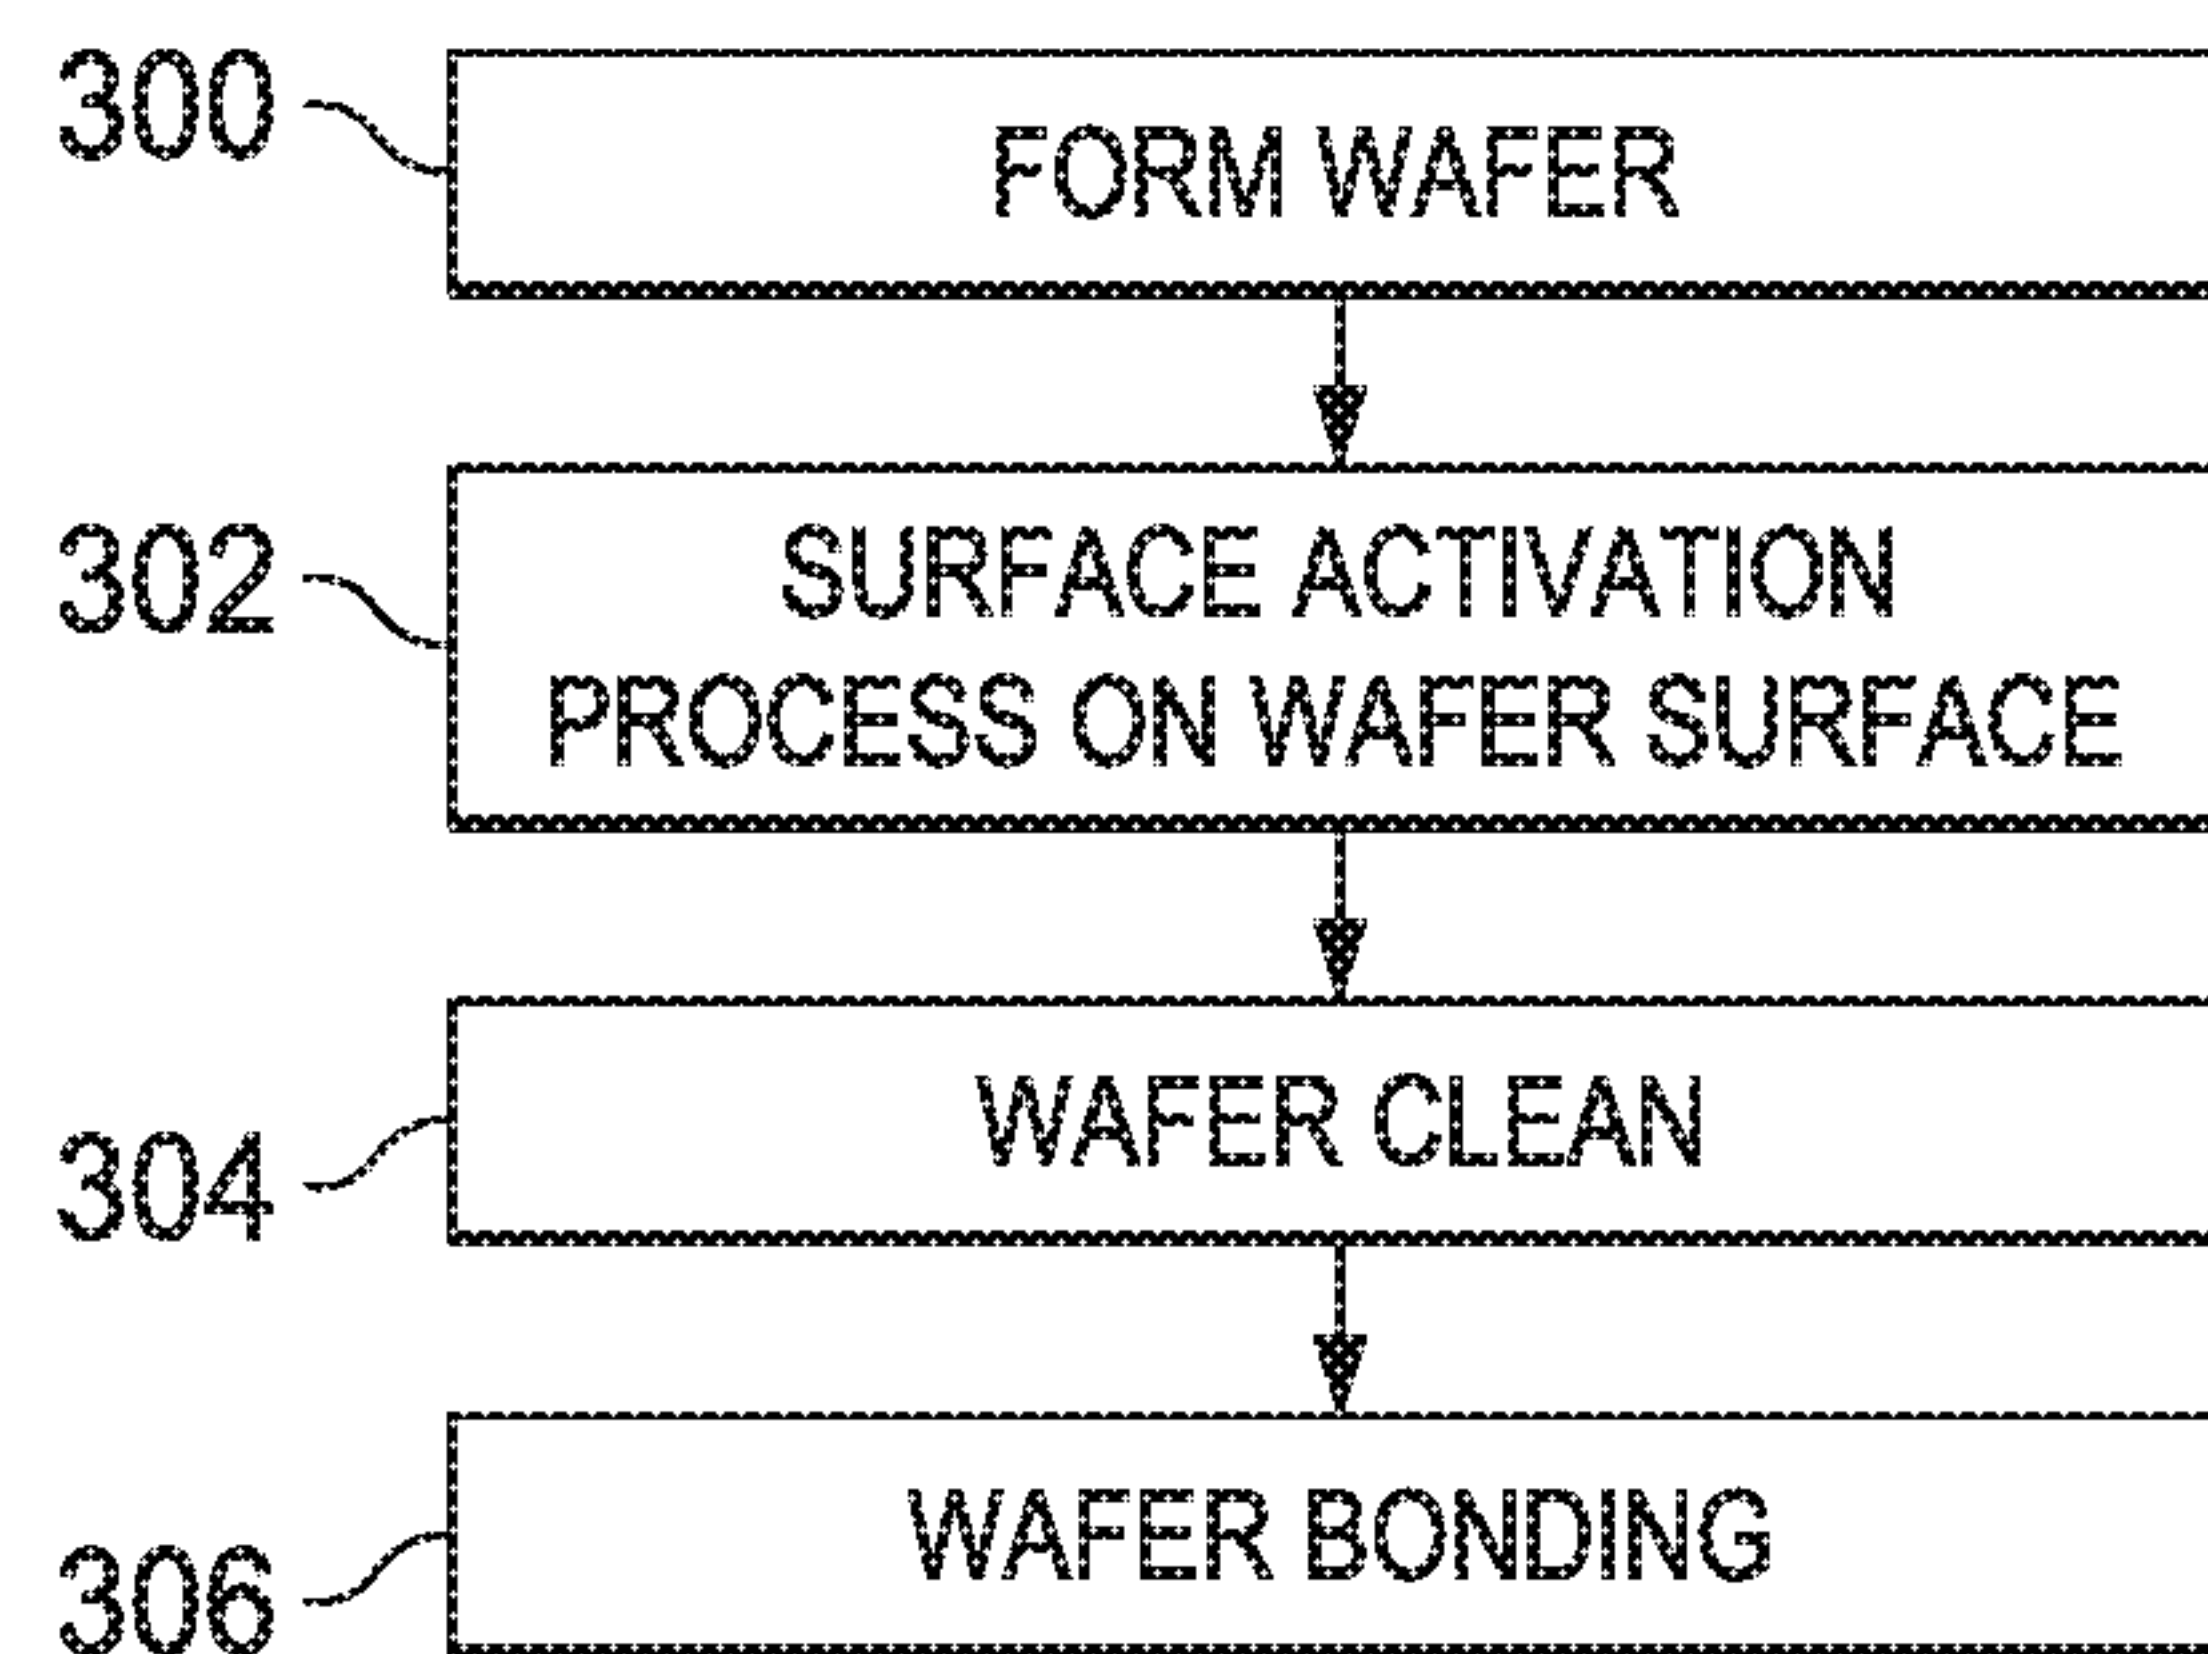 300
FORM WAFER
302
SURFACE ACTIVATION
PROCESS ON WAFER SURFACE
304
WAFER CLEAN
306
WAFER BONDING